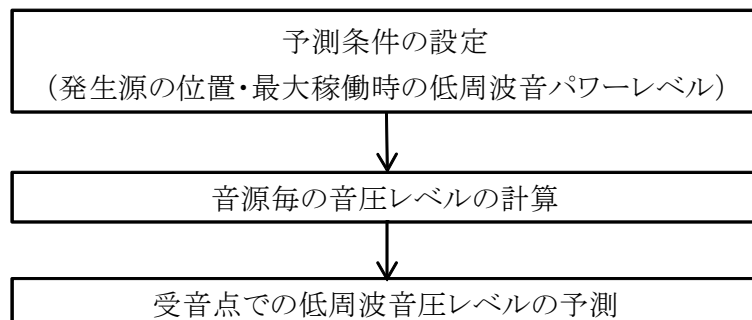 予測条件の設定
(発生源の位置・最大稼働時の低周波音パワーレベル)
音源毎の音圧レベルの計算
受音点での低周波音圧レベルの予測